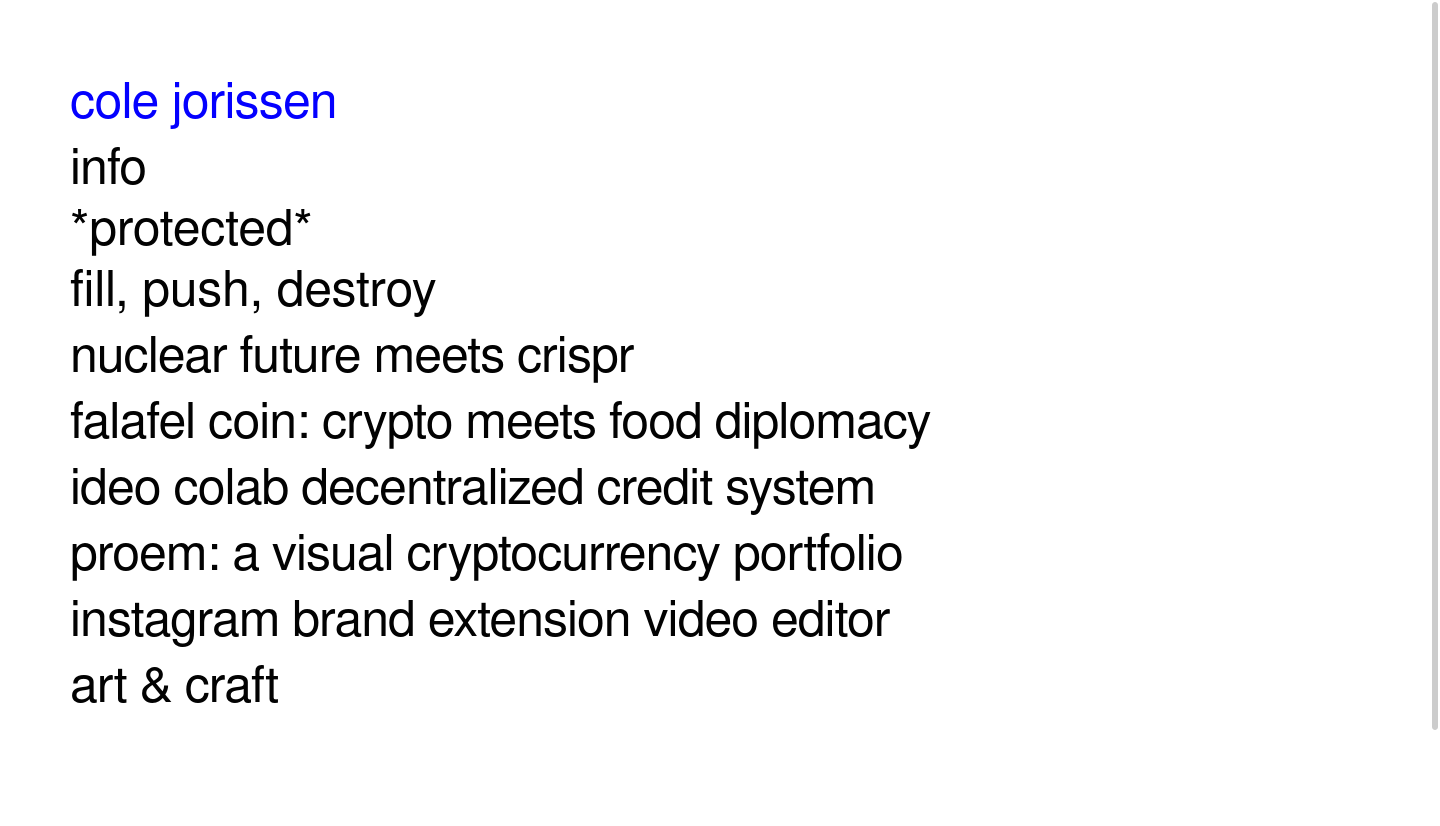 cole jorissen
info
*protected*
fill, push, destroy
nuclear future meets crispr
falafel coin: crypto meets food diplomacy
ideo colab decentralized credit system
proem: a visual cryptocurrency portfolio
instagram brand extension video editor
art & craft